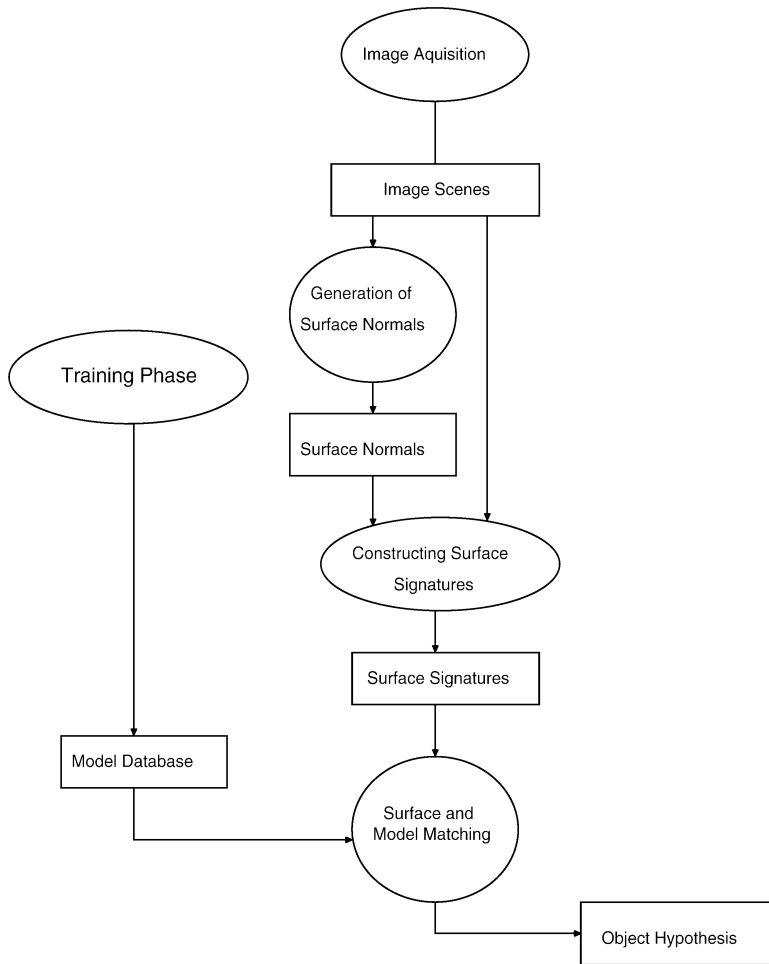 Image Aquisition
Image Scenes
Generation of
Surface Normals
Training Phase
Surface Normals
Constructing Surface
Signatures
Surface Signatures
Model Database
Surface and
Model Matching
Object Hypothesis